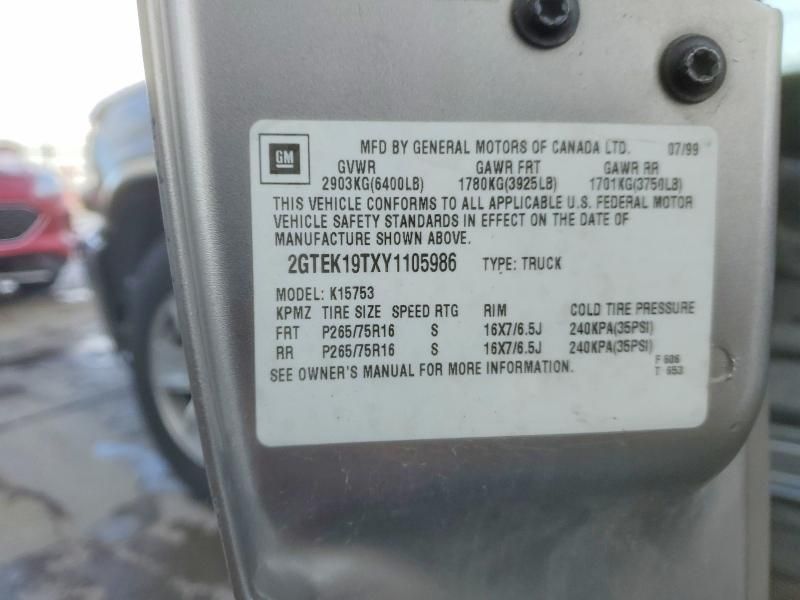 GM
MFD BY GENERAL MOTORS OF CANADA LTD. 07/99
GVWR GAWR FRT GAWR RR
2903KG(6400LB) 1780KG(3925LB) 1701KG(3750LB)
THIS VEHICLE CONFORMS TO ALL APPLICABLE U.S. FEDERAL MOTOR
VEHICLE SAFETY STANDARDS IN EFFECT ON THE DATE OF
MANUFACTURE SHOWN ABOVE.
2GTEK19TXY1105986 TYPE: TRUCK
MODEL: K15753
KPMZ TIRE SIZE SPEED RTG RIM COLD TIRE PRESSURE
FRT P265/75R16 S 16X7/6.5J 240KPA(35PSI)
RR P265/75R16 S 16X7/6.5J 240KPA(35PSI)
SEE OWNER'S MANUAL FOR MORE INFORMATION.
F 606
T 653